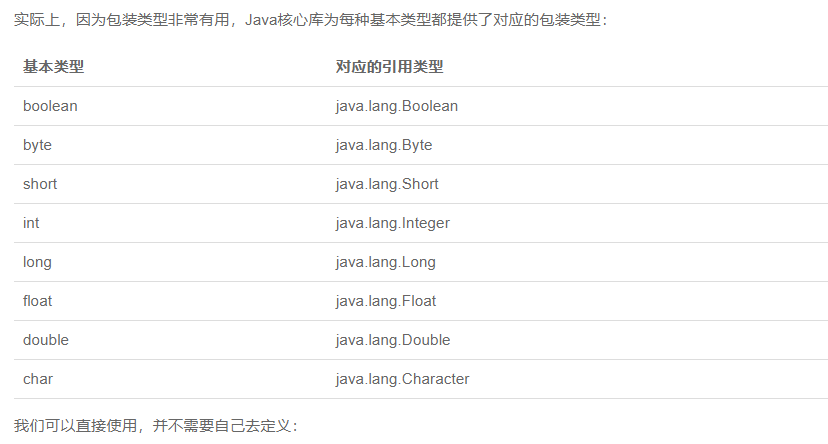 实际上，因为包装类型非常有用，Java核心库为每种基本类型都提供了对应的包装类型：
基本类型 对应的引用类型
boolean java.lang.Boolean
byte java.lang.Byte
short java.lang.Short
int java.lang.Integer
long java.lang.Long
float java.lang.Float
double java.lang.Double
char java.lang.Character
我们可以直接使用，并不需要自己去定义：